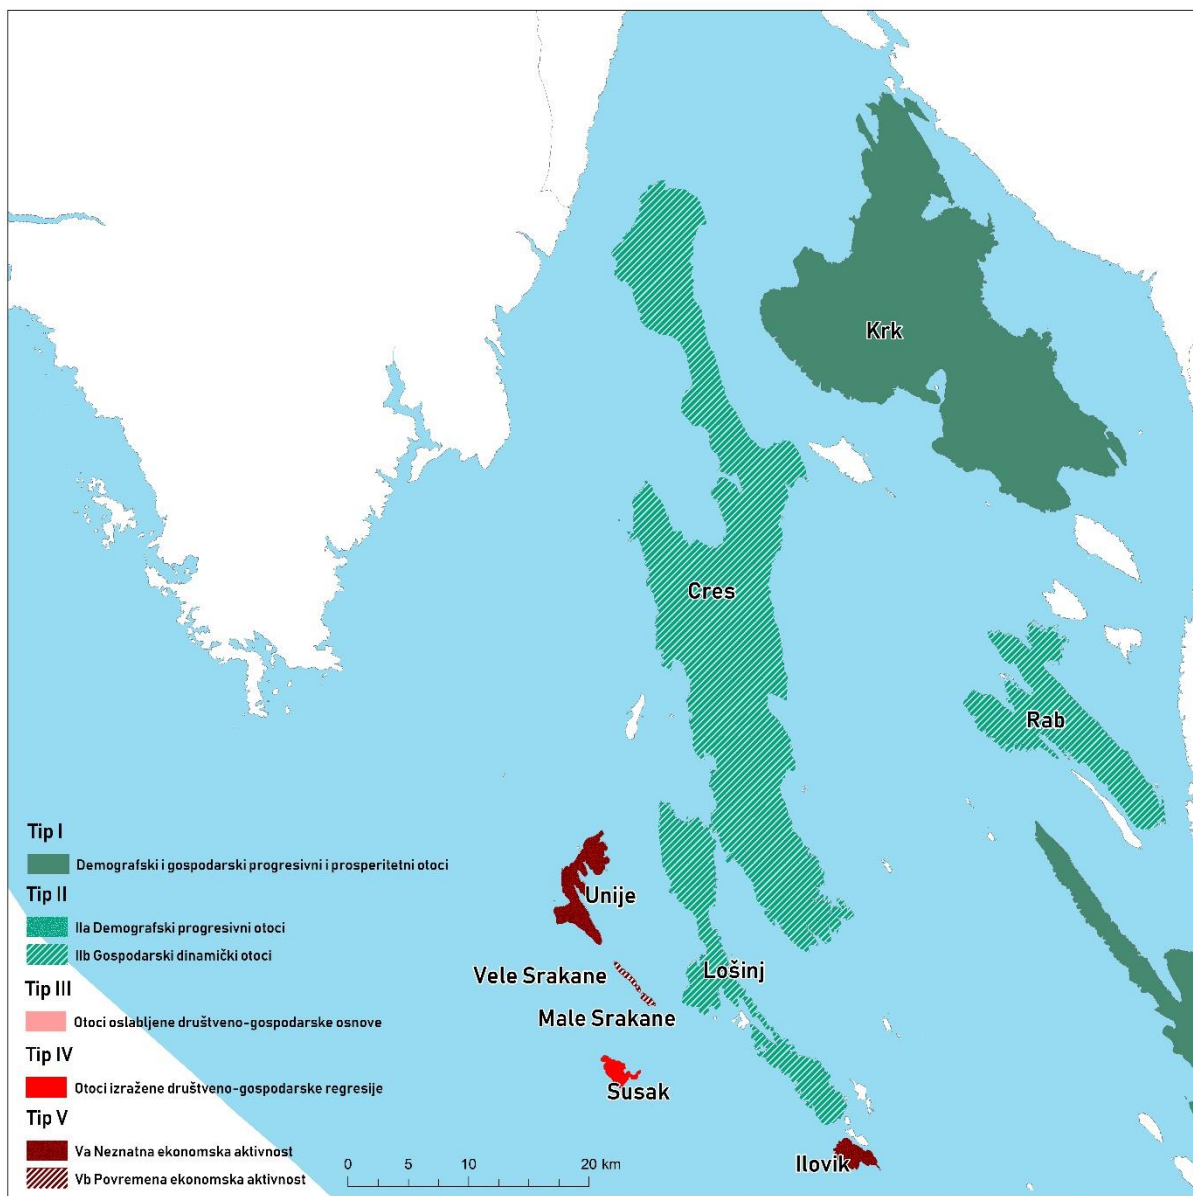 Krk
Cres
Rab
Unije
Lošinj
Vele Srakane
Male Srakane
Susak
Ilovik
Tip I
Demografski i gospodarski progresivni i prosperitetni otoci
Tip II
IIa Demografski progresivni otoci
IIb Gospodarski dinamički otoci
Tip III
Otoci oslabljene društveno-gospodarske osnove
Tip IV
Otoci izražene društveno-gospodarske regresije
Tip V
Va Neznatna ekonomska aktivnost
Vb Povremena ekonomska aktivnost
0 5 10 20 km